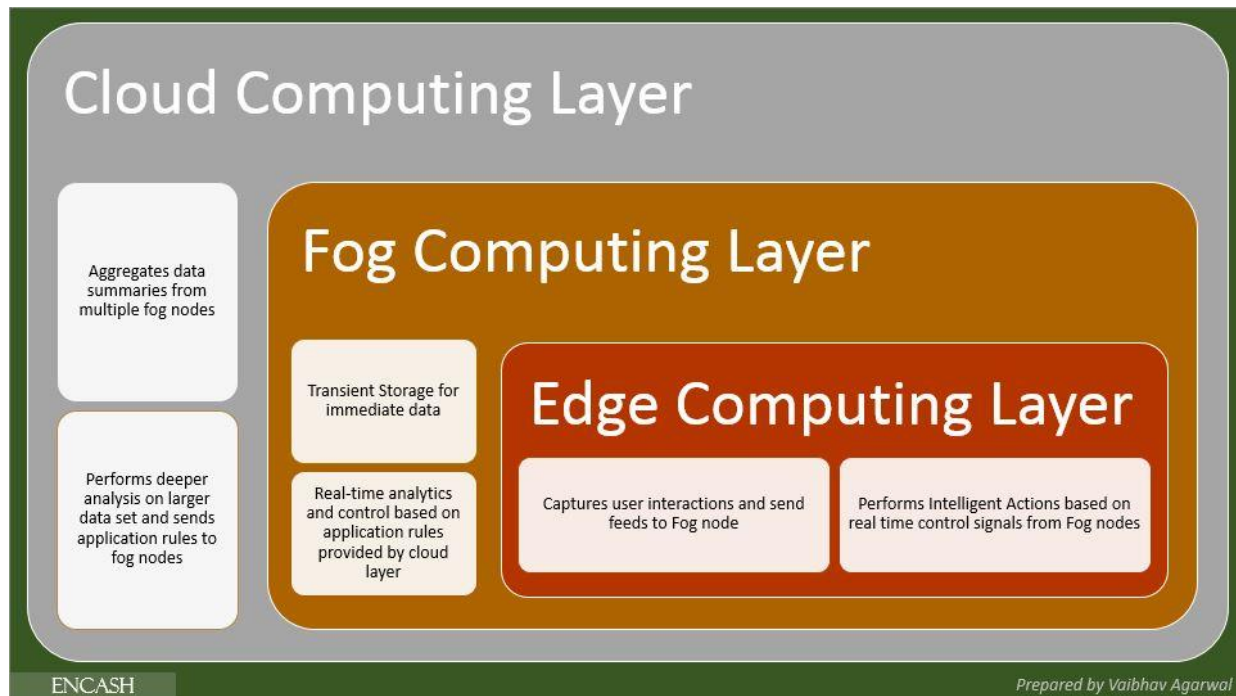 Cloud Computing Layer
Aggregates data
summaries from
multiple fog nodes
Performs deeper
analysis on larger
data set and sends
application rules to
fog nodes
Fog Computing Layer
Transient Storage for
immediate data
Real-time analytics
and control based on
application rules
provided by cloud
layer
Edge Computing Layer
Captures user interactions and send
feeds to Fog node
Performs Intelligent Actions based on
real time control signals from Fog nodes
ENCASH
Prepared by Vaibhav Agarwal